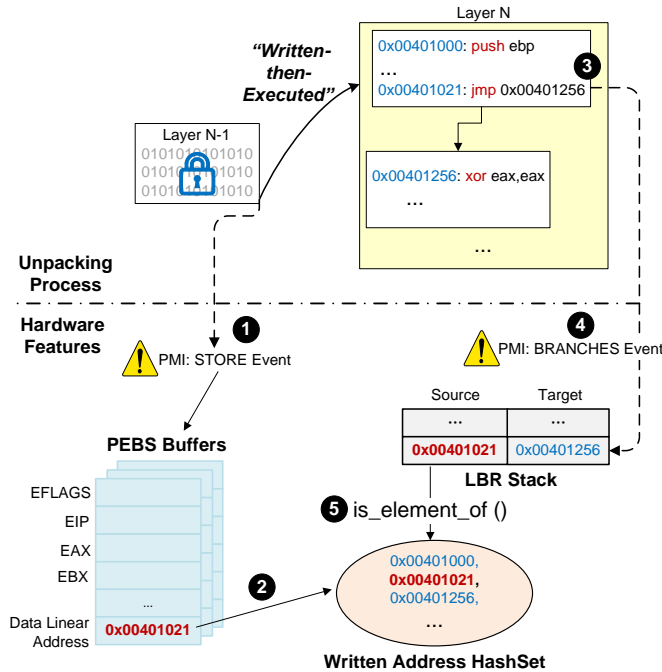 Layer N
0x00401000: push ebp
...
0x00401021: jmp 0x00401256
3
“Written-
then-
Executed”
Layer N-1
0101010101010
0101010101010
0101010101010
0x00401256: xor eax,eax
...
...
Unpacking
Process
Hardware
Features
1
PMI: STORE Event
4
PMI: BRANCHES Event
Source Target
... ...
0x00401021 0x00401256
LBR Stack
PEBS Buffers
EFLAGS
EIP
EAX
EBX
...
Data Linear
Address
0x00401021
2
5 is_element_of ()
0x00401000,
0x00401021,
0x00401256,
...
Written Address HashSet